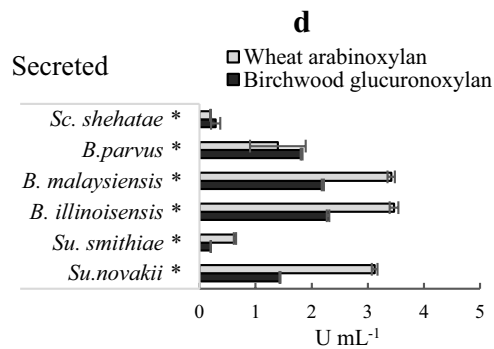 d
Secreted
Wheat arabinoxylan
Birchwood glucuronoxylan
Sc. shehatae *
B.parvus *
B. malaysiensis *
B. illinoisensis *
Su. smithiae *
Su.novakii *
0 1 2 3 4 5
U mL⁻¹